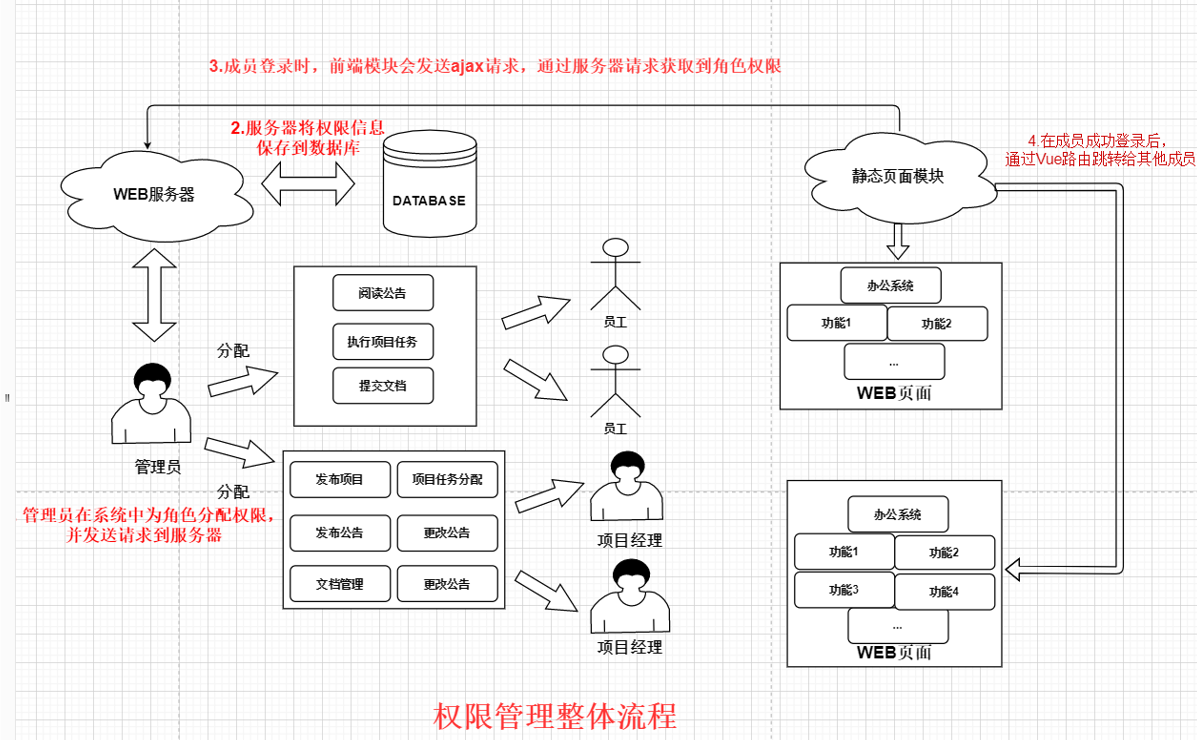 3.成员登录时，前端模块会发送ajax请求，通过服务器请求获取到角色权限
2.服务器将权限信息
保存到数据库
4.在成员成功登录后，
通过Vue路由跳转给其他成员
WEB服务器
DATABASE
静态页面模块
阅读公告
执行项目任务
提交文档
员工
员工
办公系统
功能1
功能2
...
WEB页面
分配
管理员
分配
管理员在系统中为角色分配权限，
并发送请求到服务器
发布项目
项目任务分配
发布公告
更改公告
文档管理
更改公告
项目经理
项目经理
办公系统
功能1
功能2
功能3
功能4
...
WEB页面
权限管理整体流程